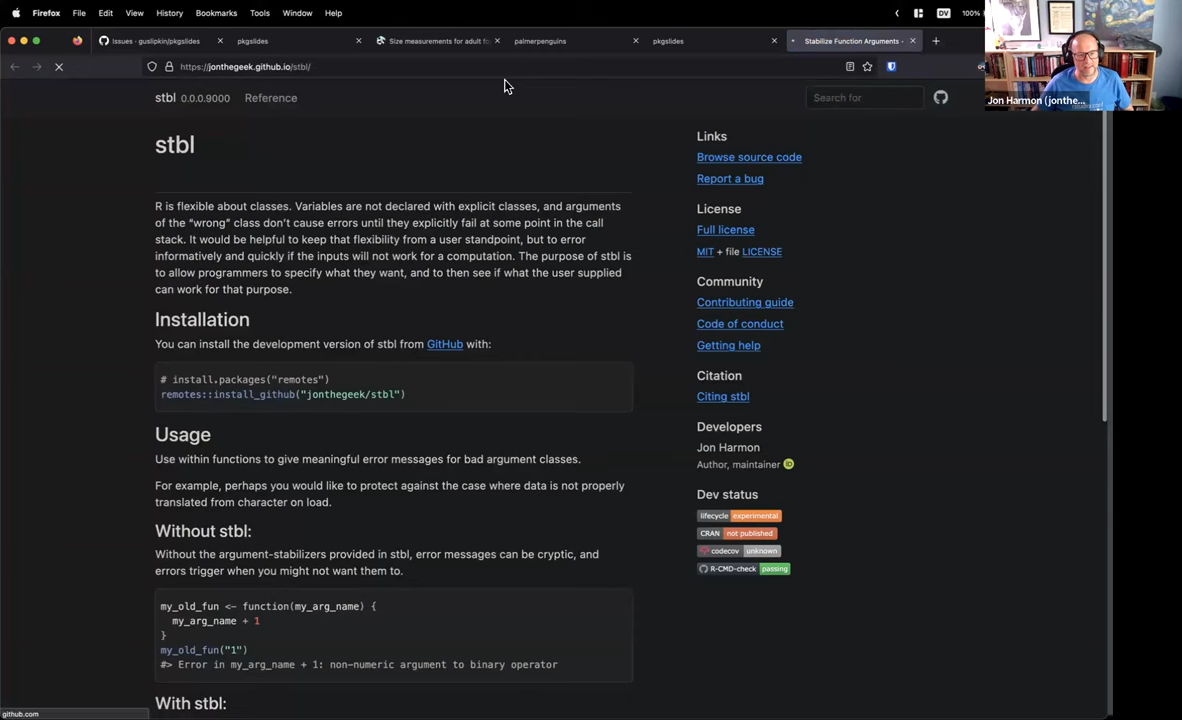 Firefox File Edit View History Bookmarks Tools Window Help
DV 100%
Issues · guslipkin/pkgslides
pkgslides
Size measurements for adult fo
palmerpenguins
pkgslides
Stabilize Function Arguments •
https://jonthegeek.github.io/stbl/
Jon Harmon (jonthe...
stbl 0.0.0.9000 Reference
Search for
stbl
R is flexible about classes. Variables are not declared with explicit classes, and arguments
of the “wrong” class don’t cause errors until they explicitly fail at some point in the call
stack. It would be helpful to keep that flexibility from a user standpoint, but to error
informatively and quickly if the inputs will not work for a computation. The purpose of stbl is
to allow programmers to specify what they want, and to then see if what the user supplied
can work for that purpose.
Installation
You can install the development version of stbl from GitHub with:
# install.packages("remotes")
remotes::install_github("jonthegeek/stbl")
Usage
Use within functions to give meaningful error messages for bad argument classes.
For example, perhaps you would like to protect against the case where data is not properly
translated from character on load.
Without stbl:
Without the argument-stabilizers provided in stbl, error messages can be cryptic, and
errors trigger when you might not want them to.
my_old_fun <- function(my_arg_name) {
my_arg_name + 1
}
my_old_fun("1")
#> Error in my_arg_name + 1: non-numeric argument to binary operator
With stbl:
Links
Browse source code
Report a bug
License
Full license
MIT + file LICENSE
Community
Contributing guide
Code of conduct
Getting help
Citation
Citing stbl
Developers
Jon Harmon
Author, maintainer
Dev status
lifecycle experimental
CRAN not published
codecov unknown
R-CMD-check passing
github.com